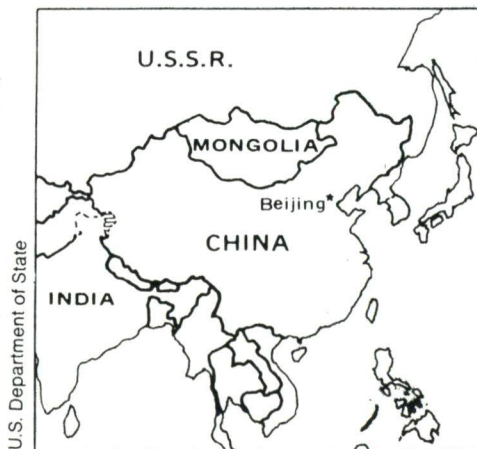 U.S.S.R.
MONGOLIA
Beijing*
CHINA
INDIA
U.S. Department of State